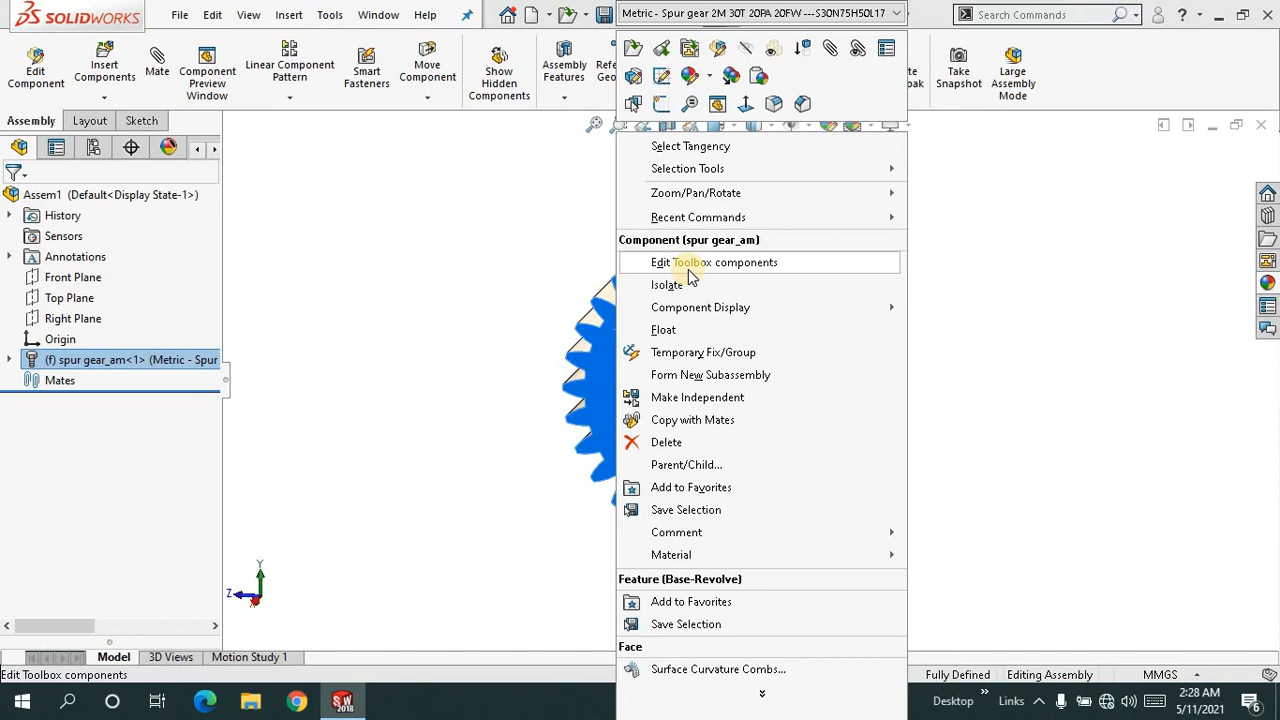 SOLIDWORKS
File
Edit
View
Insert
Tools
Window
Help
Metric - Spur gear 2M 30T 20PA 20FW ---S30N75H50L17
Search Commands
?
Edit
Component
Insert
Components
Mate
Component
Preview
Window
Linear Component
Pattern
Smart
Fasteners
Move
Component
Show
Hidden
Components
Assembly
Features
Take
Snapshot
Large
Assembly
Mode
Assembly
Layout
Sketch
Assem1 (Default<Display State-1>)
History
Sensors
Annotations
Front Plane
Top Plane
Right Plane
Origin
(f) spur gear_am<1> (Metric - Spur
Mates
Select Tangency
Selection Tools
Zoom/Pan/Rotate
Recent Commands
Component (spur gear_am)
Edit Toolbox components
Isolate
Component Display
Float
Temporary Fix/Group
Form New Subassembly
Make Independent
Copy with Mates
Delete
Parent/Child...
Add to Favorites
Save Selection
Comment
Material
Feature (Base-Revolve)
Add to Favorites
Save Selection
Face
Surface Curvature Combs...
Y
Z
Model
3D Views
Motion Study 1
Edit Toolbox components
Fully Defined
Editing Assembly
MMGS
SW
2018
Desktop
Links
2:28 AM
5/11/2021
6